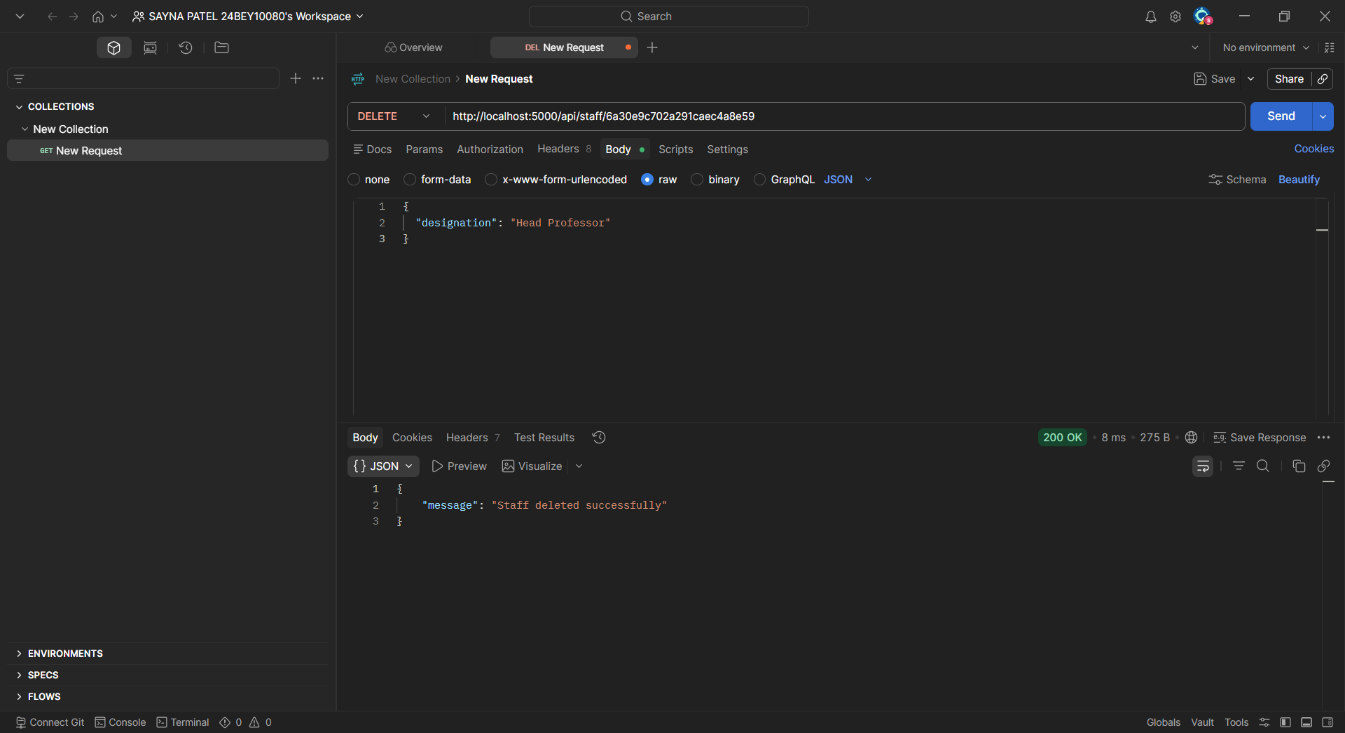 SAYNA PATEL 24BEY10080's Workspace
Search
Overview
DEL New Request
No environment
New Collection > New Request
Save
Share
COLLECTIONS
New Collection
GET New Request
DELETE
http://localhost:5000/api/staff/6a30e9c702a291caec4a8e59
Send
Docs Params Authorization Headers 8 Body Scripts Settings
Cookies
none form-data x-www-form-urlencoded raw binary GraphQL JSON
Schema Beautify
1 {
2 "designation": "Head Professor"
3 }
Body Cookies Headers 7 Test Results
200 OK • 8 ms • 275 B • e.g. Save Response
{} JSON Preview Visualize
1 {
2 "message": "Staff deleted successfully"
3 }
ENVIRONMENTS
SPECS
FLOWS
Connect Git Console Terminal 0 0
Globals Vault Tools